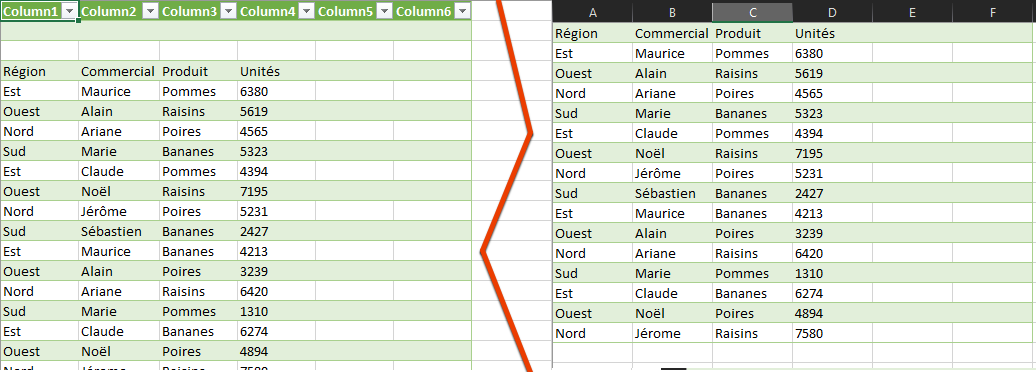 Column1 Column2 Column3 Column4 Column5 Column6
Région Commercial Produit Unités
Est Maurice Pommes 6380
Ouest Alain Raisins 5619
Nord Ariane Poires 4565
Sud Marie Bananes 5323
Est Claude Pommes 4394
Ouest Noël Raisins 7195
Nord Jérôme Poires 5231
Sud Sébastien Bananes 2427
Est Maurice Bananes 4213
Ouest Alain Poires 3239
Nord Ariane Raisins 6420
Sud Marie Pommes 1310
Est Claude Bananes 6274
Ouest Noël Poires 4894
A B C D E F
Région Commercial Produit Unités
Est Maurice Pommes 6380
Ouest Alain Raisins 5619
Nord Ariane Poires 4565
Sud Marie Bananes 5323
Est Claude Pommes 4394
Ouest Noël Raisins 7195
Nord Jérôme Poires 5231
Sud Sébastien Bananes 2427
Est Maurice Bananes 4213
Ouest Alain Poires 3239
Nord Ariane Raisins 6420
Sud Marie Pommes 1310
Est Claude Bananes 6274
Ouest Noël Poires 4894
Nord Jérome Raisins 7580